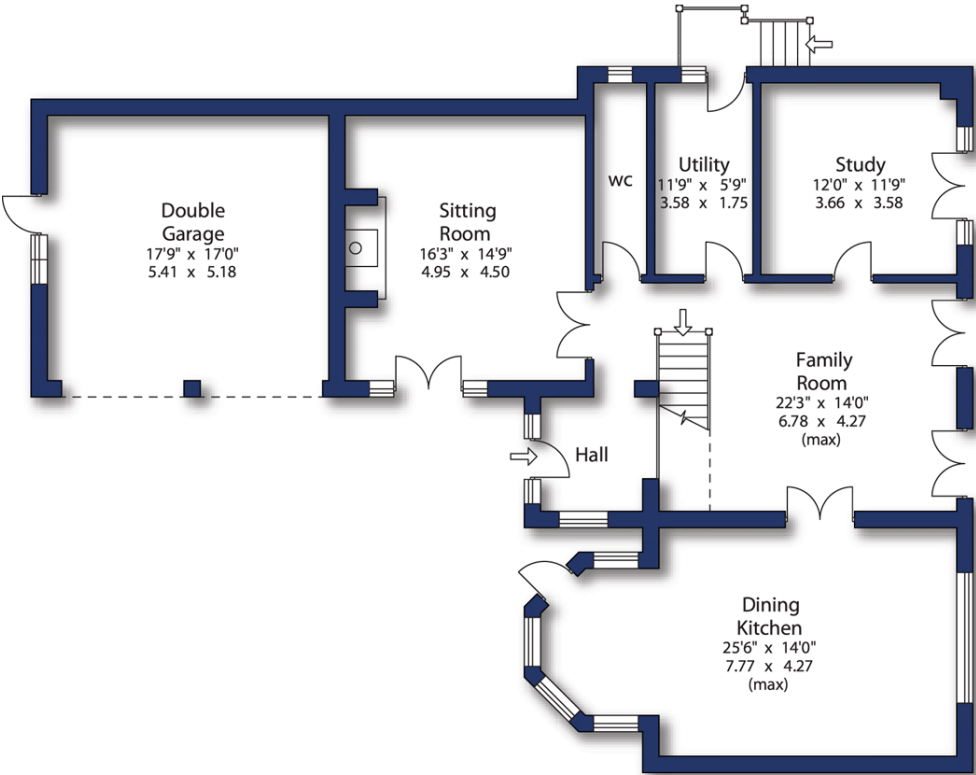 Double
Garage
17'9" x 17'0"
5.41 x 5.18
Sitting
Room
16'3" x 14'9"
4.95 x 4.50
wc
Utility
11'9" x 5'9"
3.58 x 1.75
Study
12'0" x 11'9"
3.66 x 3.58
Family
Room
22'3" x 14'0"
6.78 x 4.27
(max)
Hall
Dining
Kitchen
25'6" x 14'0"
7.77 x 4.27
(max)